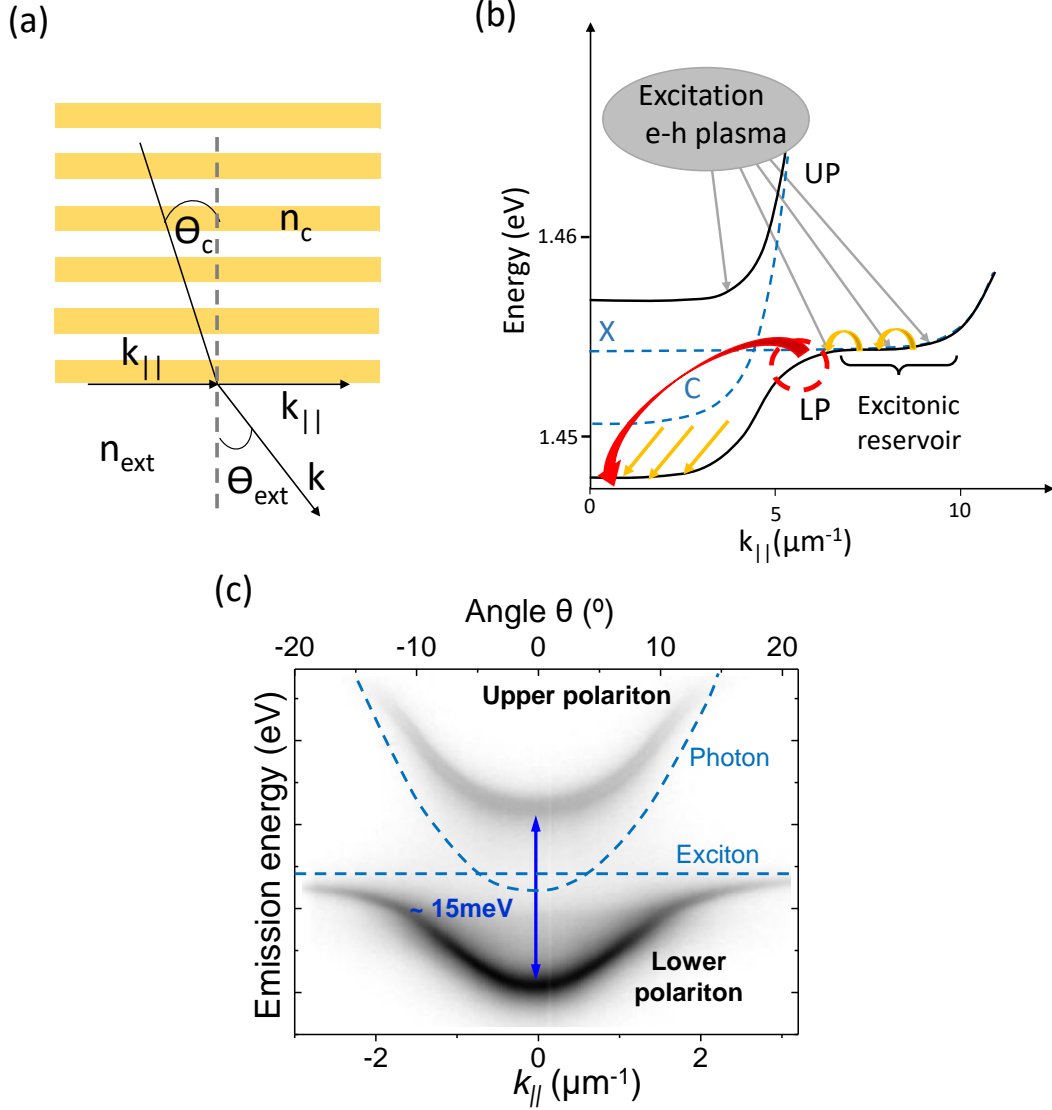 (a)
Θc
nc
k||
k||
next
Θext
k
(b)
Excitation
e-h plasma
UP
Energy (eV)
1.46
X
C
1.45
LP
Excitonic
reservoir
0
5
10
k||(µm-1)
(c)
Angle θ (º)
-20 -10 0 10 20
Upper polariton
Photon
Exciton
~ 15meV
Lower
polariton
Emission energy (eV)
-2 0 2
k// (µm-1)